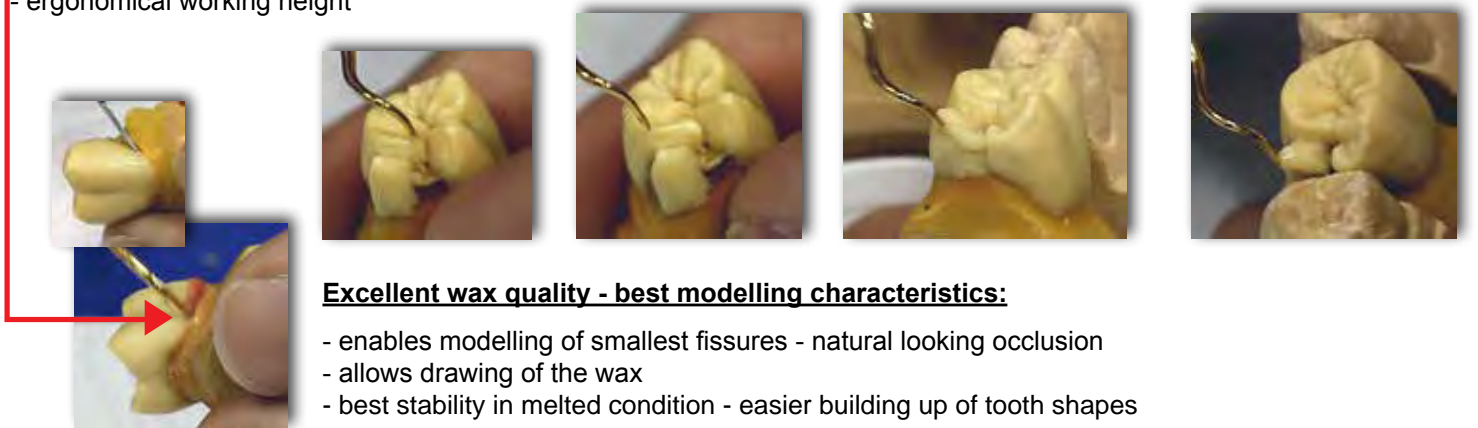 - ergonomical working height
Excellent wax quality - best modelling characteristics:
- enables modelling of smallest fissures - natural looking occlusion
- allows drawing of the wax
- best stability in melted condition - easier building up of tooth shapes